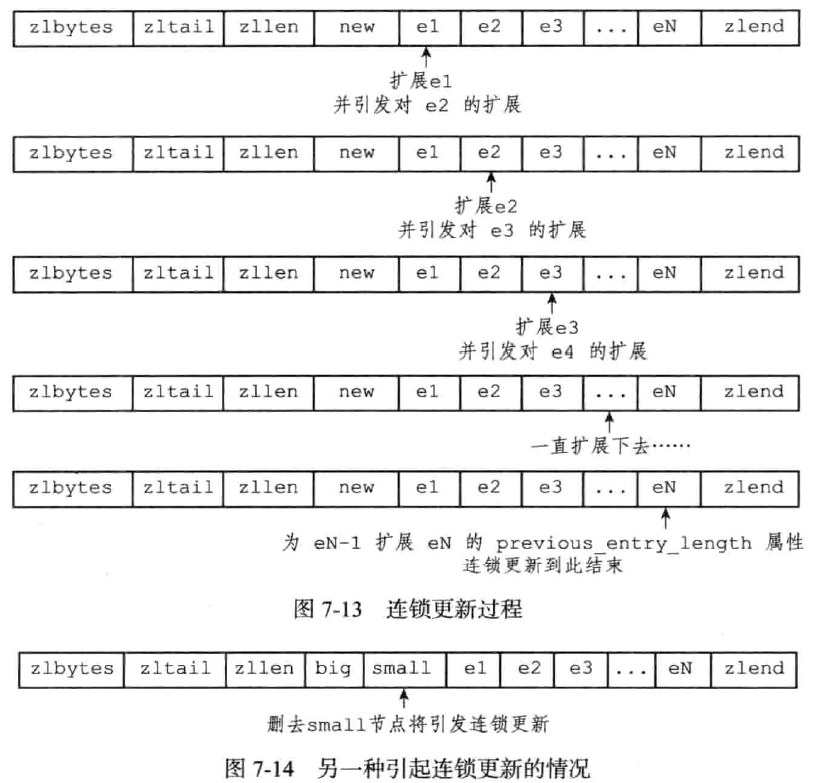 zlbytes zltail zllen new e1 e2 e3 ... eN zlend
扩展e1
并引发对 e2 的扩展
zlbytes zltail zllen new e1 e2 e3 ... eN zlend
扩展e2
并引发对 e3 的扩展
zlbytes zltail zllen new e1 e2 e3 ... eN zlend
扩展e3
并引发对 e4 的扩展
zlbytes zltail zllen new e1 e2 e3 ... eN zlend
一直扩展下去……
zlbytes zltail zllen new e1 e2 e3 ... eN zlend
为 eN-1 扩展 eN 的 previous_entry_length 属性
连锁更新到此结束
图 7-13 连锁更新过程
zlbytes zltail zllen big small e1 e2 e3 ... eN zlend
删去small节点将引发连锁更新
图 7-14 另一种引起连锁更新的情况